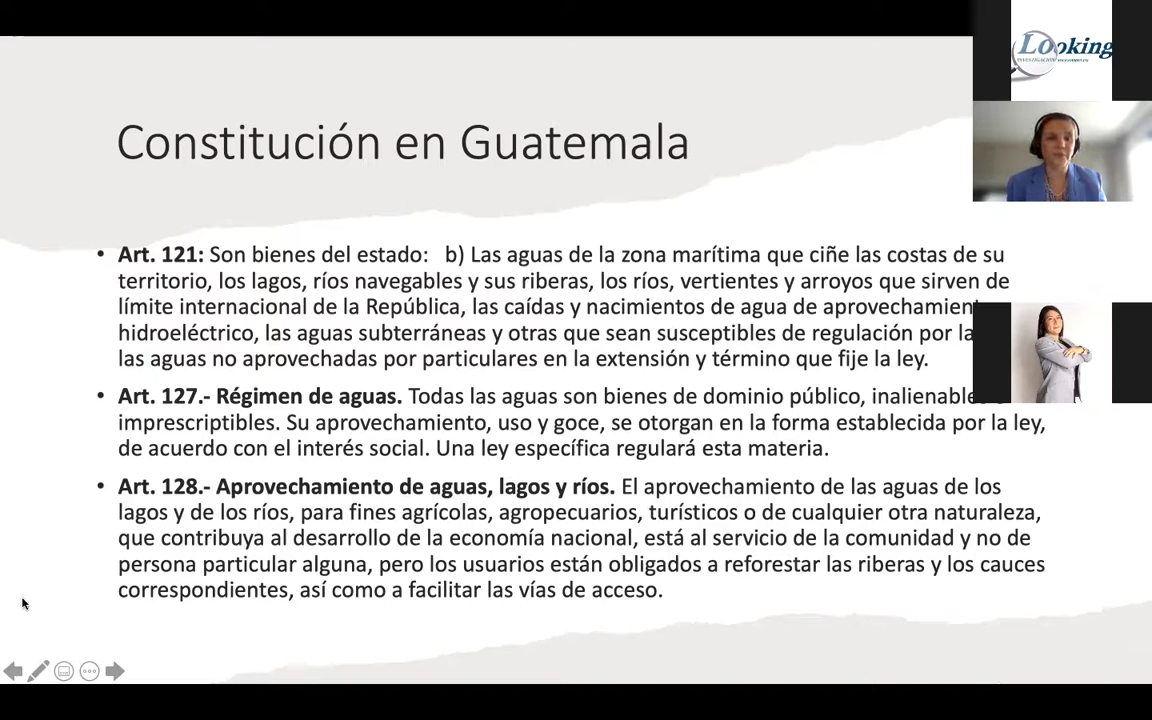 Constitución en Guatemala
• Art. 121: Son bienes del estado: b) Las aguas de la zona marítima que ciñe las costas de su
territorio, los lagos, ríos navegables y sus riberas, los ríos, vertientes y arroyos que sirven de
límite internacional de la República, las caídas y nacimientos de agua de aprovechamient
hidroeléctrico, las aguas subterráneas y otras que sean susceptibles de regulación por la
las aguas no aprovechadas por particulares en la extensión y término que fije la ley.
• Art. 127.- Régimen de aguas. Todas las aguas son bienes de dominio público, inalienables
imprescriptibles. Su aprovechamiento, uso y goce, se otorgan en la forma establecida por la ley,
de acuerdo con el interés social. Una ley específica regulará esta materia.
• Art. 128.- Aprovechamiento de aguas, lagos y ríos. El aprovechamiento de las aguas de los
lagos y de los ríos, para fines agrícolas, agropecuarios, turísticos o de cualquier otra naturaleza,
que contribuya al desarrollo de la economía nacional, está al servicio de la comunidad y no de
persona particular alguna, pero los usuarios están obligados a reforestar las riberas y los cauces
correspondientes, así como a facilitar las vías de acceso.
Looking